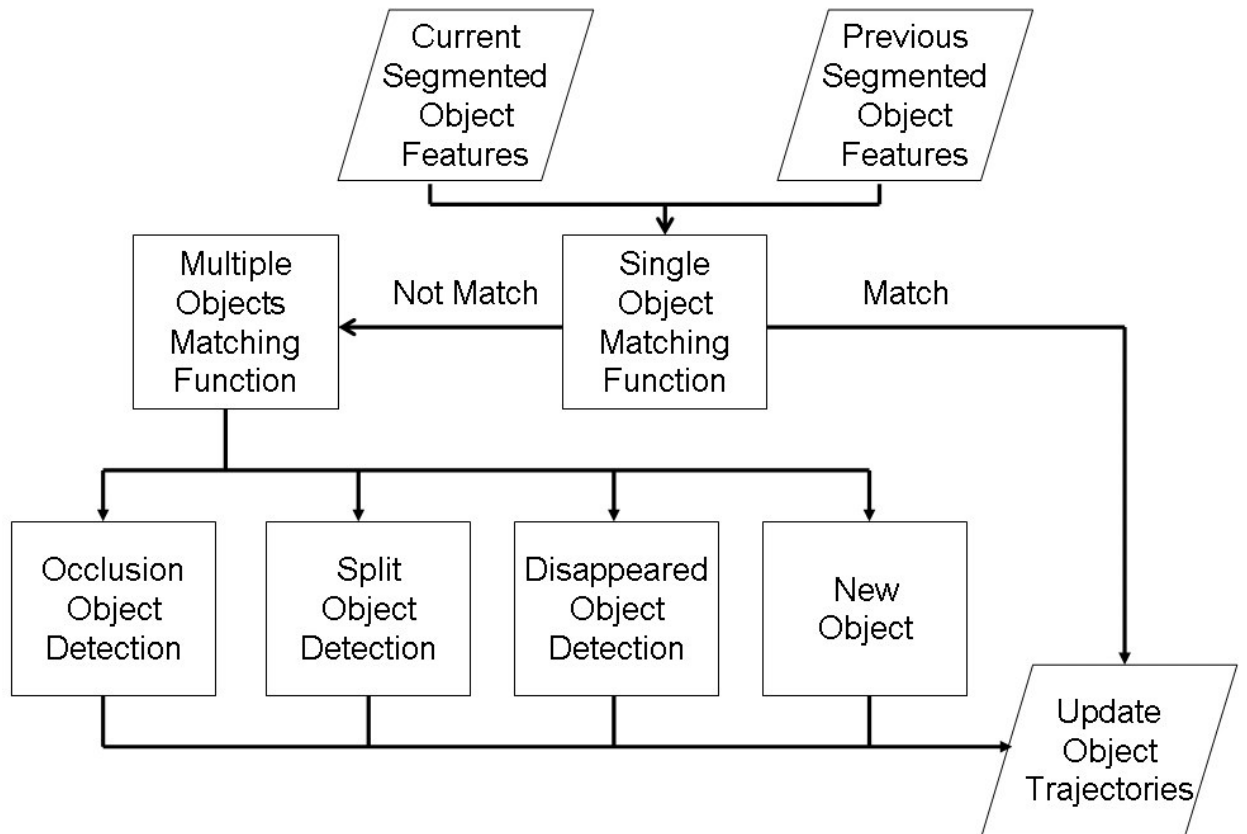 Current
Segmented
Object
Features
Previous
Segmented
Object
Features
Multiple
Objects
Matching
Function
Not Match
Single
Object
Matching
Function
Match
Occlusion
Object
Detection
Split
Object
Detection
Disappeared
Object
Detection
New
Object
Update
Object
Trajectories